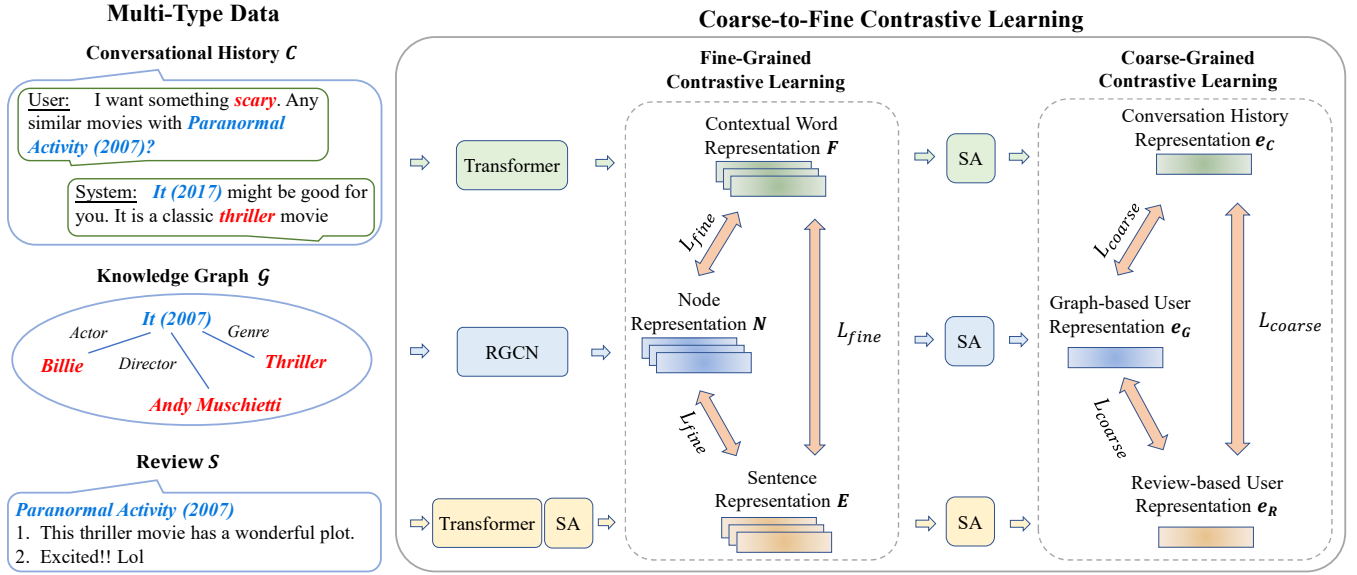 Multi-Type Data
Conversational History C
User: I want something scary. Any
similar movies with Paranormal
Activity (2007)?
System: It (2017) might be good for
you. It is a classic thriller movie
Knowledge Graph G
It (2007)
Actor
Genre
Billie
Director
Thriller
Andy Muschietti
Review S
Paranormal Activity (2007)
1. This thriller movie has a wonderful plot.
2. Excited!! Lol
Coarse-to-Fine Contrastive Learning
Fine-Grained
Contrastive Learning
Coarse-Grained
Contrastive Learning
Transformer
Contextual Word
Representation F
SA
Conversation History
Representation e_C
L_fine
L_coarse
RGCN
Node
Representation N
L_fine
SA
Graph-based User
Representation e_G
L_coarse
L_fine
L_coarse
Transformer
SA
Sentence
Representation E
SA
Review-based User
Representation e_R